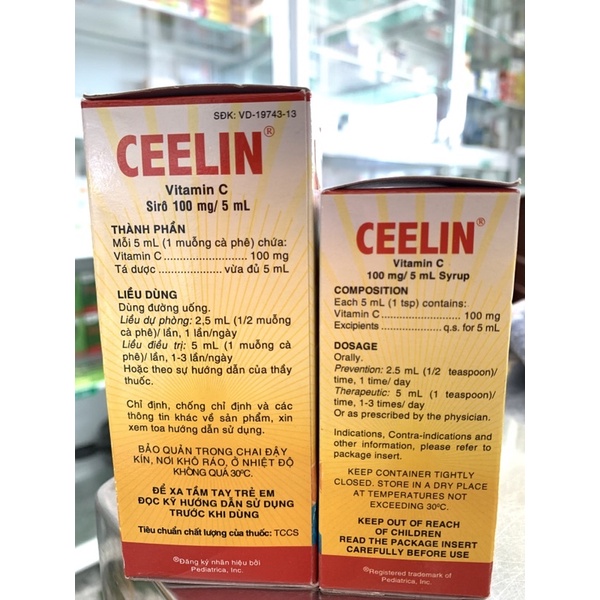 SĐK: VD-19743-13
CEELIN®
Vitamin C
Sirô 100 mg/ 5 mL
THÀNH PHẦN
Mỗi 5 mL (1 muỗng cà phê) chứa:
Vitamin C ......................... 100 mg
Tá dược .................. vừa đủ 5 mL
LIỀU DÙNG
Dùng đường uống.
Liều dự phòng: 2,5 mL (1/2 muỗng
cà phê)/ lần, 1 lần/ngày
Liều điều trị: 5 mL (1 muỗng cà
phê)/ lần, 1-3 lần/ngày
Hoặc theo sự hướng dẫn của thầy
thuốc.
Chỉ định, chống chỉ định và các
thông tin khác về sản phẩm, xin
xem toa hướng dẫn sử dụng.
BẢO QUẢN TRONG CHAI ĐẬY
KÍN, NƠI KHÔ RÁO, Ở NHIỆT ĐỘ
KHÔNG QUÁ 30ºC.
ĐỂ XA TẦM TAY TRẺ EM
ĐỌC KỸ HƯỚNG DẪN SỬ DỤNG
TRƯỚC KHI DÙNG
Tiêu chuẩn chất lượng của thuốc: TCCS
®Đăng ký nhãn hiệu bởi
Pediatrica, Inc.
CEELIN®
Vitamin C
100 mg/ 5 mL Syrup
COMPOSITION
Each 5 mL (1 tsp) contains:
Vitamin C ......................... 100 mg
Excipients .................. q.s. for 5 mL
DOSAGE
Orally.
Prevention: 2.5 mL (1/2 teaspoon)/
time, 1 time/ day
Therapeutic: 5 mL (1 teaspoon)/
time, 1-3 times/ day
Or as prescribed by the physician.
Indications, Contra-indications and
other information, please refer to
package insert.
KEEP CONTAINER TIGHTLY
CLOSED. STORE IN A DRY PLACE
AT TEMPERATURES NOT
EXCEEDING 30ºC.
KEEP OUT OF REACH
OF CHILDREN
READ THE PACKAGE INSERT
CAREFULLY BEFORE USE
®Registered trademark of
Pediatrica, Inc.